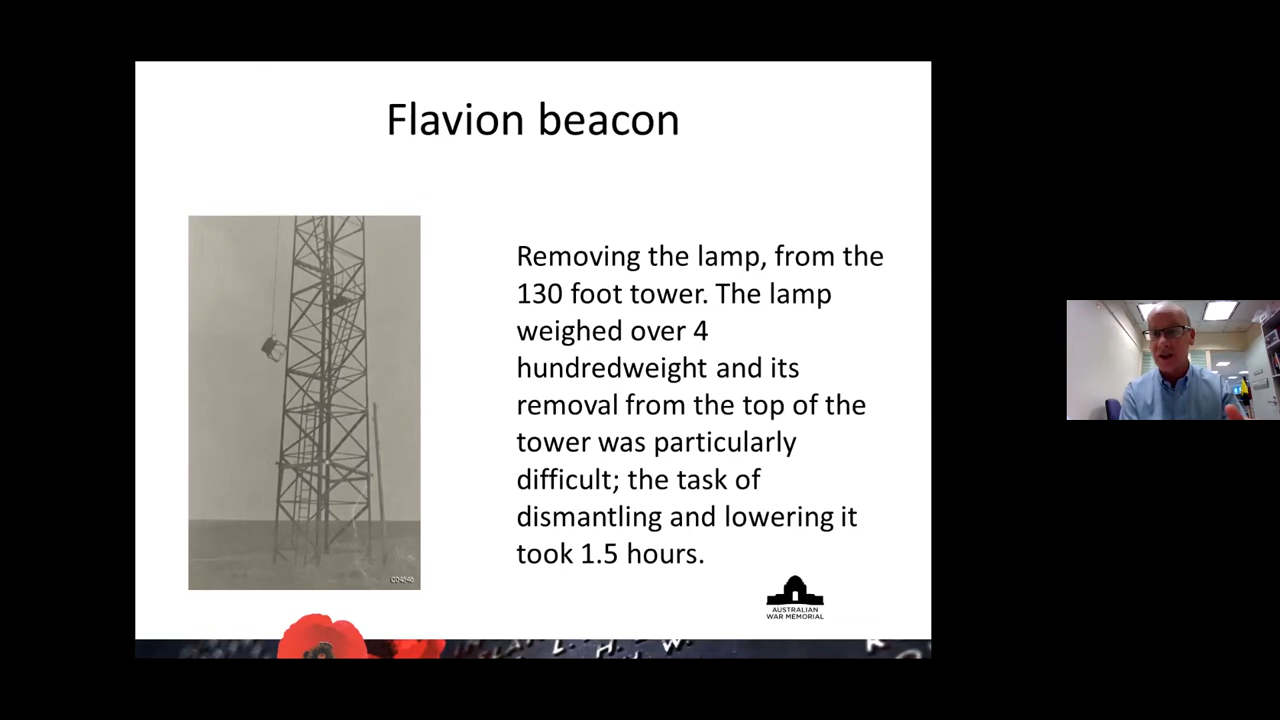 Flavion beacon
Removing the lamp, from the
130 foot tower. The lamp
weighed over 4
hundredweight and its
removal from the top of the
tower was particularly
difficult; the task of
dismantling and lowering it
took 1.5 hours.
AUSTRALIAN
WAR MEMORIAL
L. H. W.